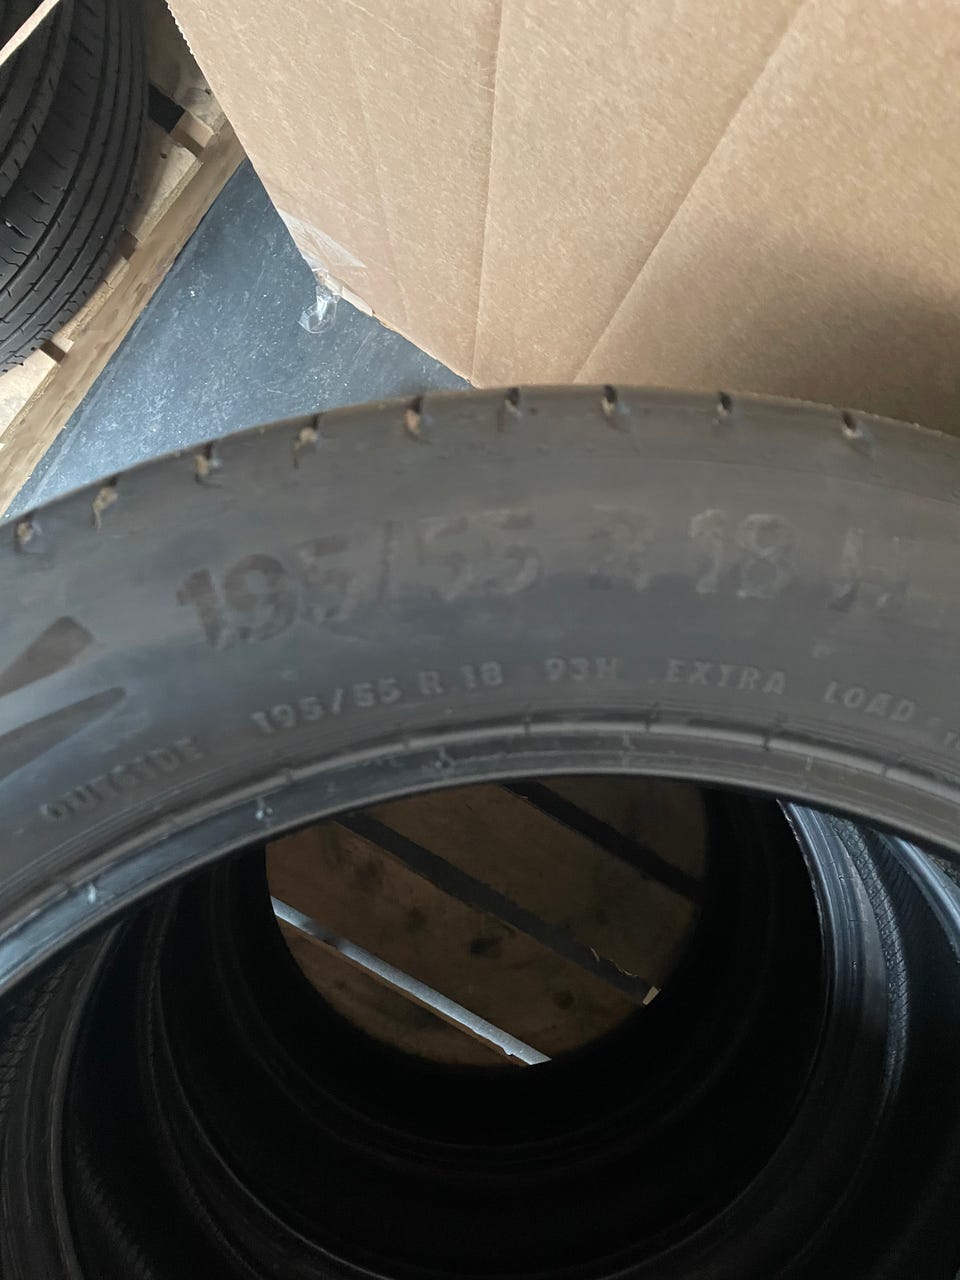 195/55 R 18 H
OUTSIDE 195/55 R 18 93H EXTRA LOAD